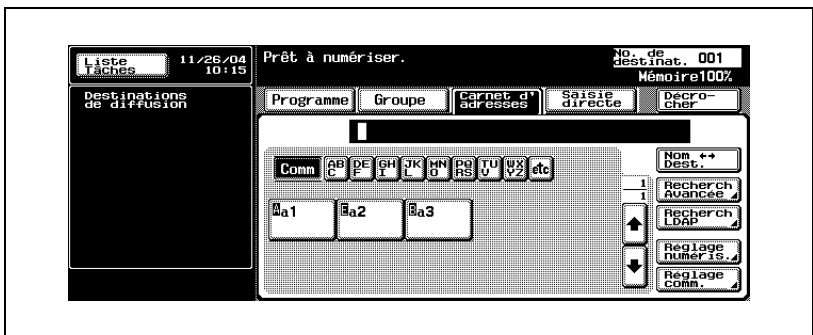 Liste
Tâches
11/26/04
10:15
Prêt à numériser.
No. de
destinat. 001
Mémoire100%
Destinations
de diffusion
Programme
Groupe
Carnet d'
adresses
Saisie
directe
Décro-
cher
Comm
AB
C
DE
F
GH
I
JK
L
MN
O
PQ
RS
TU
V
WX
YZ
etc
Nom ↔
Dest.
1
1
Recherch
Avancée
Recherch
LDAP
Réglage
numéris.
Réglage
comm.
a1
a2
a3